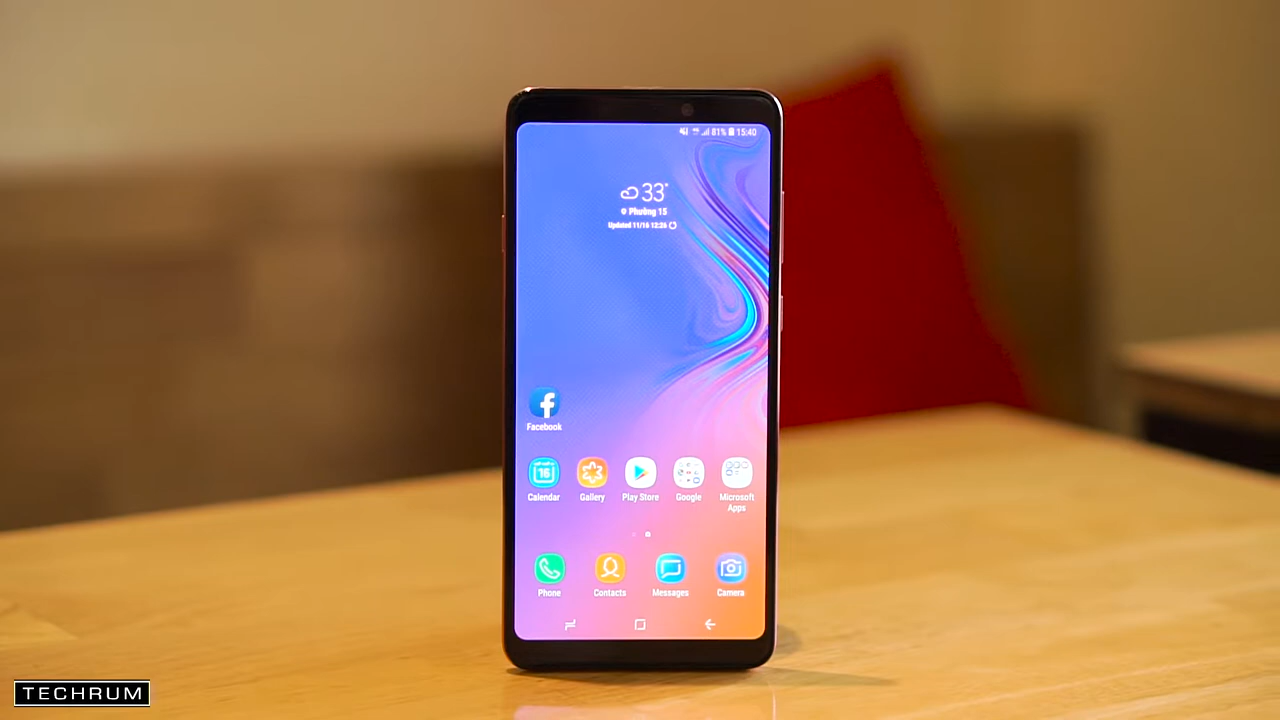 81% 15:40
33°
Phường 15
Updated 11/16 12:26
Facebook
16
Calendar Gallery Play Store Google Microsoft Apps
Phone Contacts Messages Camera
TECHRUM